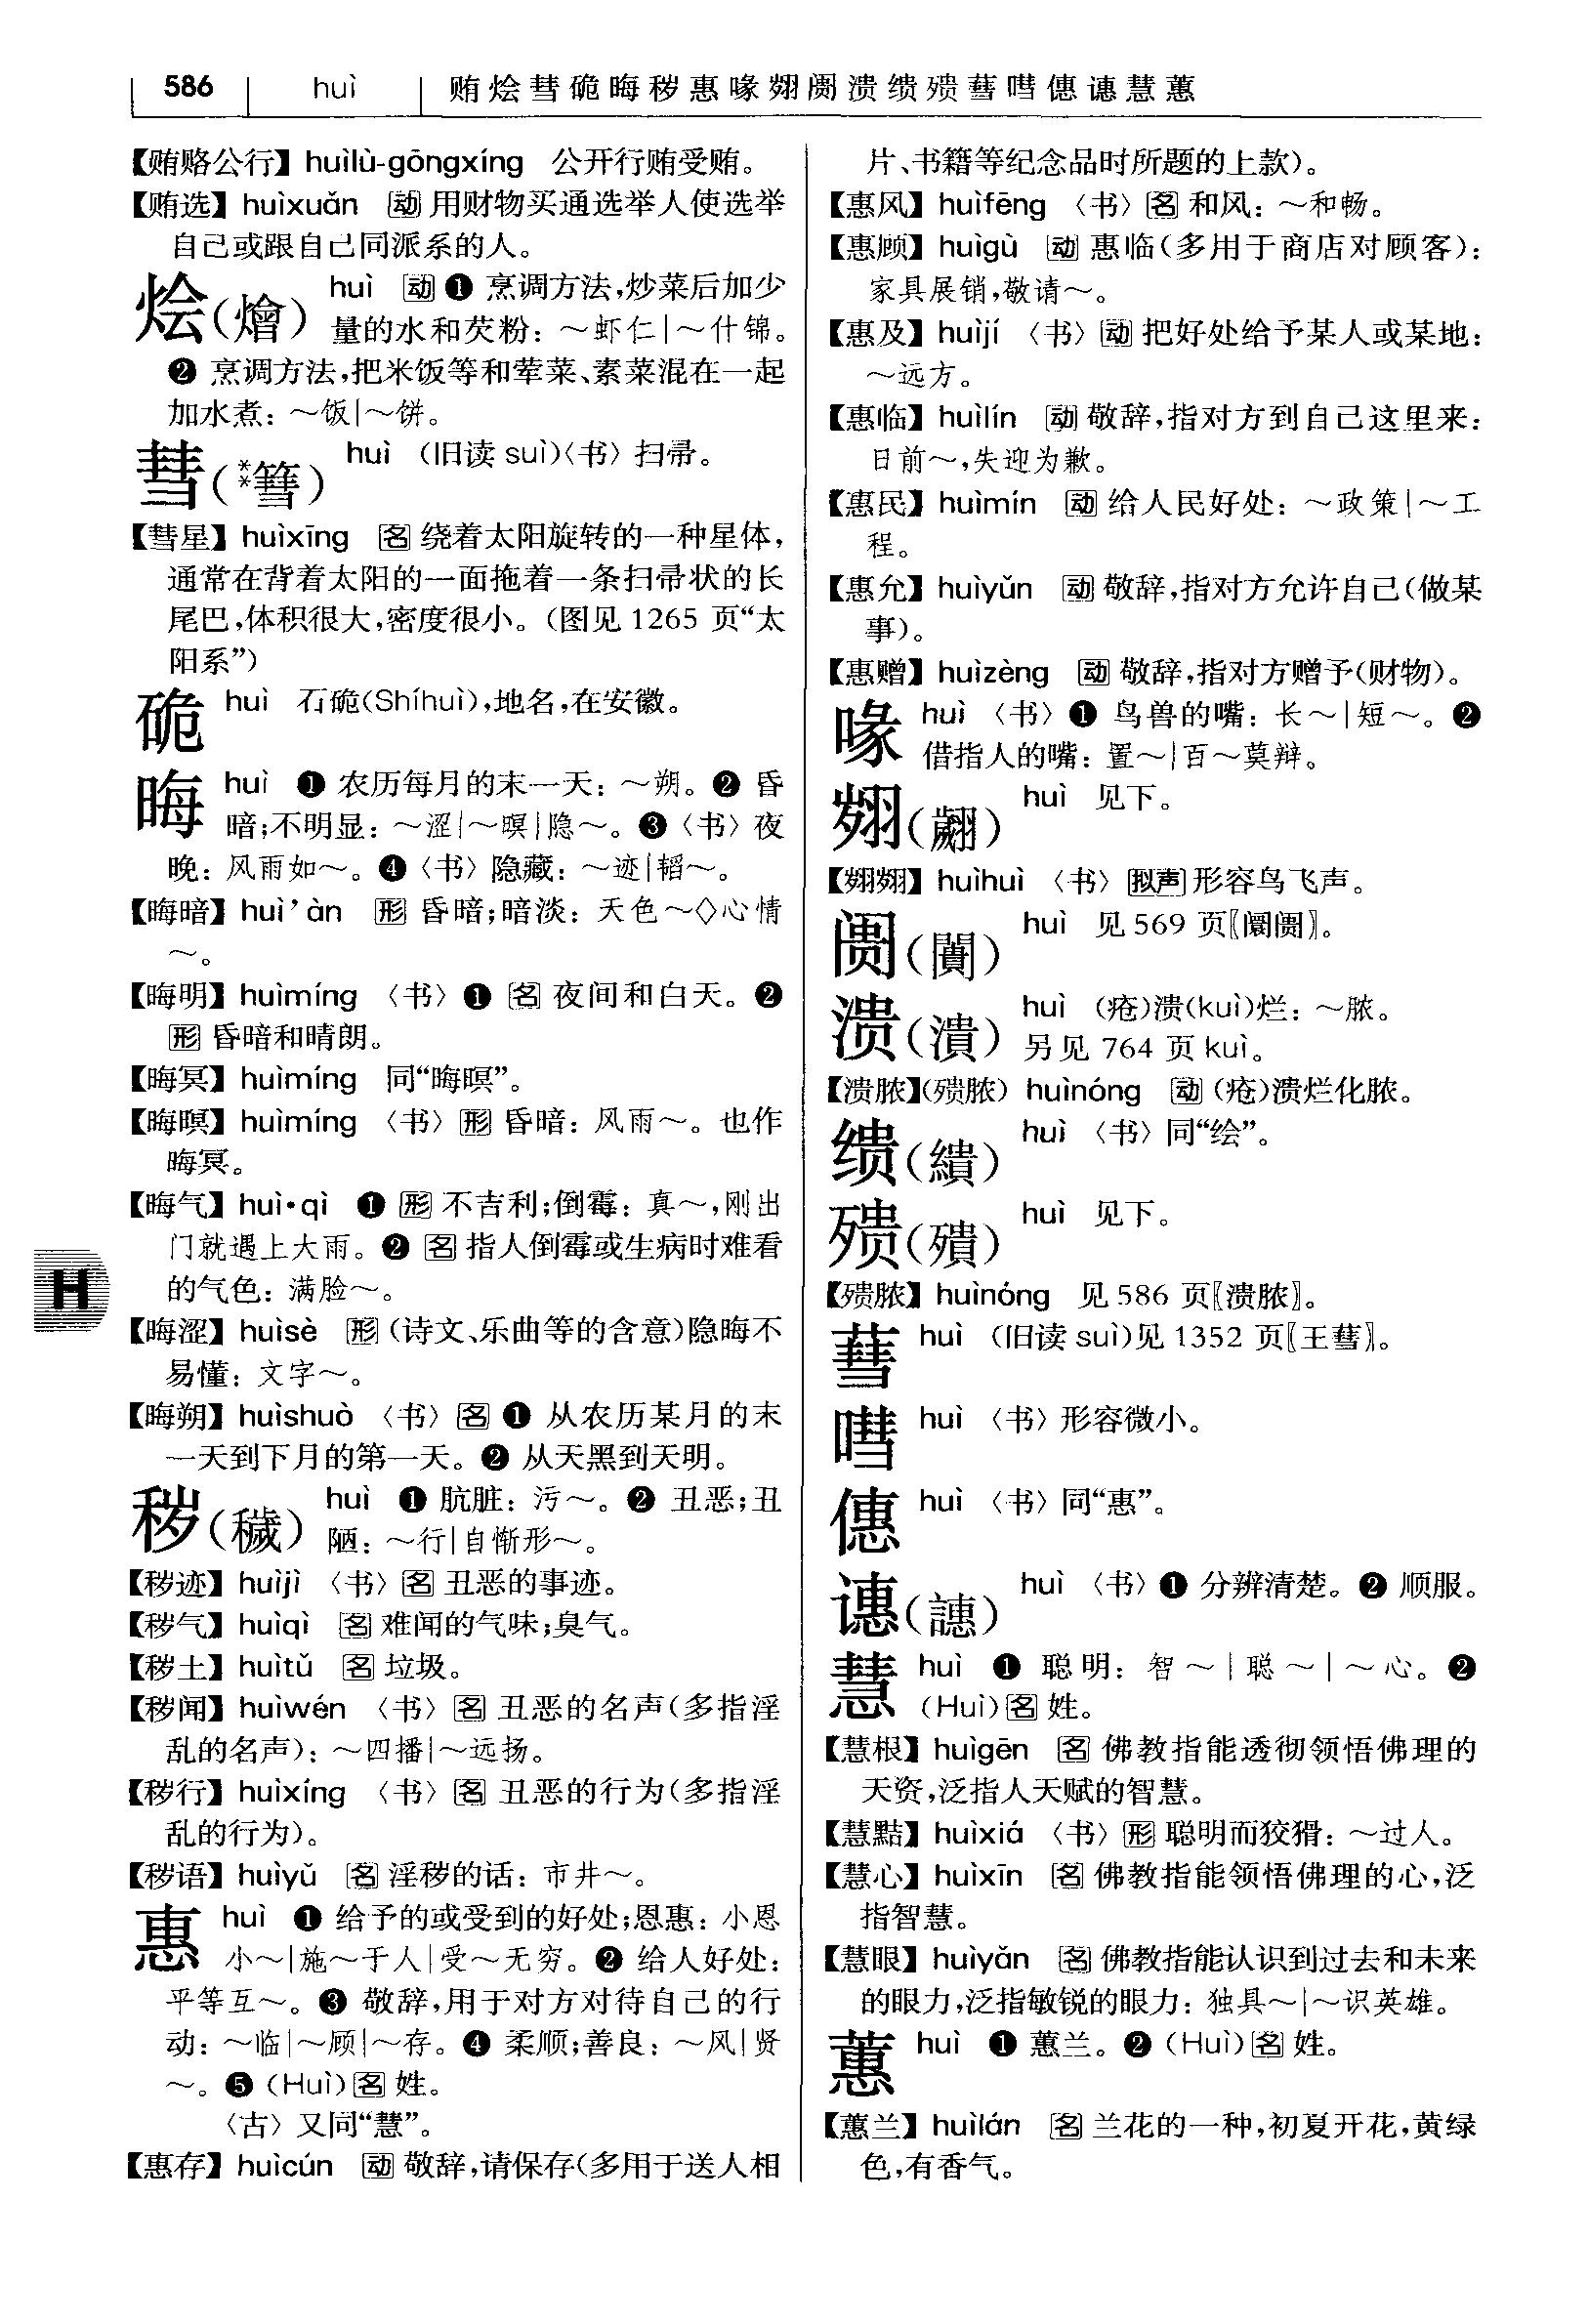 586 huì 贿烩彗硊晦秽惠喙翙阓溃缋殨蔧嘒僡譓慧蕙
【贿赂公行】huìlù-gōngxíng 公开行贿受贿。
【贿选】huìxuǎn 动 用财物买通选举人使选举
自己或跟自己同派系的人。
烩(燴) huì 动 ❶ 烹调方法,炒菜后加少
量的水和芡粉：～虾仁|～什锦。
❷ 烹调方法,把米饭等和荤菜、素菜混在一起
加水煮：～饭|～饼。
彗(**篲) huì (旧读 suì)〈书〉扫帚。
【彗星】huìxīng 名 绕着太阳旋转的一种星体,
通常在背着太阳的一面拖着一条扫帚状的长
尾巴,体积很大,密度很小。(图见 1265 页“太
阳系”)
硊 huì 石硊(Shíhuì),地名,在安徽。
晦 huì ❶ 农历每月的末一天：～朔。❷ 昏
暗;不明显：～涩|～暝|隐～。❸〈书〉夜
晚：风雨如～。❹〈书〉隐藏：～迹|韬～。
【晦暗】huì’àn 形 昏暗;暗淡：天色～◇心情
～。
【晦明】huìmíng 〈书〉❶ 名 夜间和白天。❷
形 昏暗和晴朗。
【晦冥】huìmíng 同“晦暝”。
【晦暝】huìmíng 〈书〉形 昏暗：风雨～。也作
晦冥。
【晦气】huì•qì ❶ 形 不吉利;倒霉：真～,刚出
门就遇上大雨。❷ 名 指人倒霉或生病时难看
的气色：满脸～。
【晦涩】huìsè 形 (诗文、乐曲等的含意)隐晦不
易懂：文字～。
【晦朔】huìshuò 〈书〉名 ❶ 从农历某月的末
一天到下月的第一天。❷ 从天黑到天明。
秽(穢) huì ❶ 肮脏：污～。❷ 丑恶;丑
陋：～行|自惭形～。
【秽迹】huìjì 〈书〉名 丑恶的事迹。
【秽气】huìqì 名 难闻的气味;臭气。
【秽土】huìtǔ 名 垃圾。
【秽闻】huìwén 〈书〉名 丑恶的名声(多指淫
乱的名声)：～四播|～远扬。
【秽行】huìxíng 〈书〉名 丑恶的行为(多指淫
乱的行为)。
【秽语】huìyǔ 名 淫秽的话：市井～。
惠 huì ❶ 给予的或受到的好处;恩惠：小恩
小～|施～于人|受～无穷。❷ 给人好处：
平等互～。❸ 敬辞,用于对方对待自己的行
动：～临|～顾|～存。❹ 柔顺;善良：～风|贤
～。❺ (Huì) 名 姓。
〈古〉又同“慧”。
【惠存】huìcún 动 敬辞,请保存(多用于送人相
片、书籍等纪念品时所题的上款)。
【惠风】huìfēng 〈书〉名 和风：～和畅。
【惠顾】huìgù 动 惠临(多用于商店对顾客)：
家具展销,敬请～。
【惠及】huìjí 〈书〉动 把好处给予某人或某地：
～远方。
【惠临】huìlín 动 敬辞,指对方到自己这里来：
日前～,失迎为歉。
【惠民】huìmín 动 给人民好处：～政策|～工
程。
【惠允】huìyǔn 动 敬辞,指对方允许自己(做某
事)。
【惠赠】huìzèng 动 敬辞,指对方赠予(财物)。
喙 huì 〈书〉❶ 鸟兽的嘴：长～|短～。❷
借指人的嘴：置～|百～莫辩。
翙(翽) huì 见下。
【翙翙】huìhuì 〈书〉拟声 形容鸟飞声。
阓(闠) huì 见 569 页〖阛阓〗。
溃(潰) huì (疮)溃(kuì)烂：～脓。
另见 764 页 kuì。
【溃脓】(殨脓) huìnóng 动 (疮)溃烂化脓。
缋(繢) huì 〈书〉同“绘”。
殨(殨) huì 见下。
【殨脓】huìnóng 见 586 页〖溃脓〗。
蔧 huì (旧读 suì)见 1352 页〖王蔧〗。
嘒 huì 〈书〉形容微小。
僡 huì 〈书〉同“惠”。
譓(譓) huì 〈书〉❶ 分辨清楚。❷ 顺服。
慧 huì ❶ 聪明：智～|聪～|～心。❷
(Huì) 名 姓。
【慧根】huìgēn 名 佛教指能透彻领悟佛理的
天资,泛指人天赋的智慧。
【慧黠】huìxiá 〈书〉形 聪明而狡猾：～过人。
【慧心】huìxīn 名 佛教指能领悟佛理的心,泛
指智慧。
【慧眼】huìyǎn 名 佛教指能认识到过去和未来
的眼力,泛指敏锐的眼力：独具～|～识英雄。
蕙 huì ❶ 蕙兰。❷ (Huì) 名 姓。
【蕙兰】huìlán 名 兰花的一种,初夏开花,黄绿
色,有香气。
H